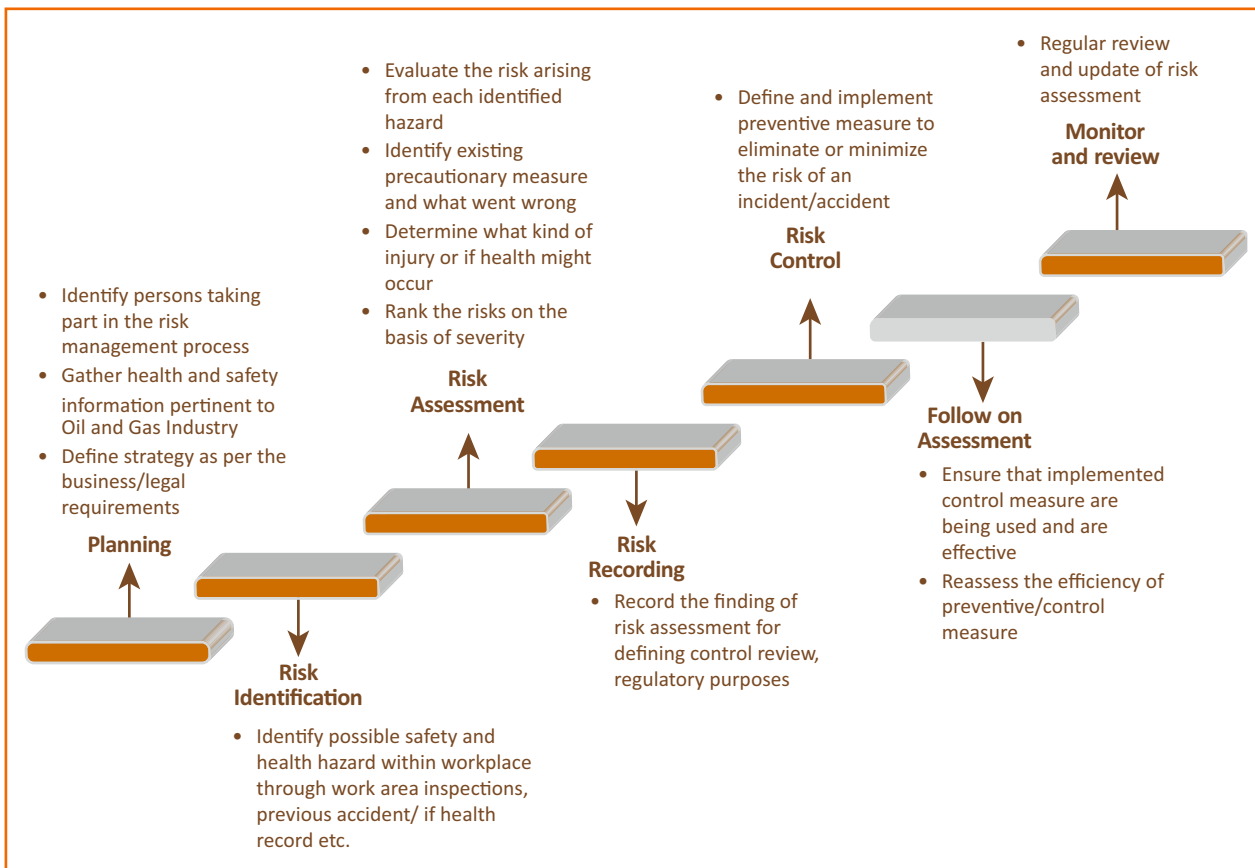 • Identify persons taking
part in the risk
management process
• Gather health and safety
information pertinent to
Oil and Gas Industry
• Define strategy as per the
business/legal
requirements
Planning
Risk
Identification
• Identify possible safety and
health hazard within workplace
through work area inspections,
previous accident/ if health
record etc.
• Evaluate the risk arising
from each identified
hazard
• Identify existing
precautionary measure
and what went wrong
• Determine what kind of
injury or if health might
occur
• Rank the risks on the
basis of severity
Risk
Assessment
Risk
Recording
• Record the finding of
risk assessment for
defining control review,
regulatory purposes
• Define and implement
preventive measure to
eliminate or minimize
the risk of an
incident/accident
Risk
Control
Follow on
Assessment
• Ensure that implemented
control measure are
being used and are
effective
• Reassess the efficiency of
preventive/control
measure
• Regular review
and update of risk
assessment
Monitor
and review